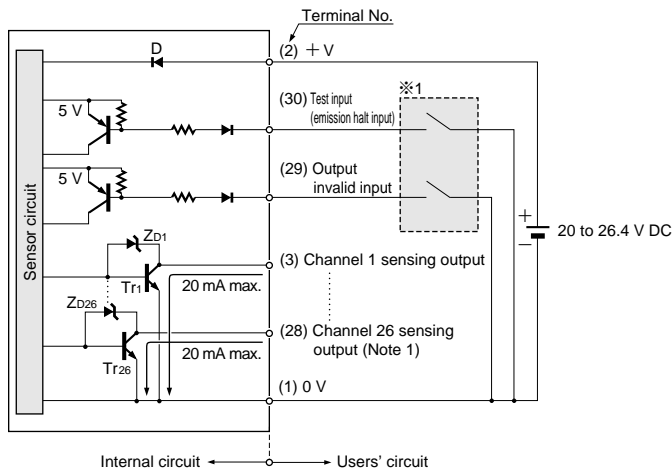 Terminal No.
D
(2) +V
※1
(30) Test input
(emission halt input)
5 V
(29) Output
invalid input
5 V
Sensor circuit
ZD1
(3) Channel 1 sensing output
Tr1
20 mA max.
ZD26
(28) Channel 26 sensing
output (Note 1)
20 mA max.
Tr26
(1) 0 V
+
−
20 to 26.4 V DC
Internal circuit
Users' circuit